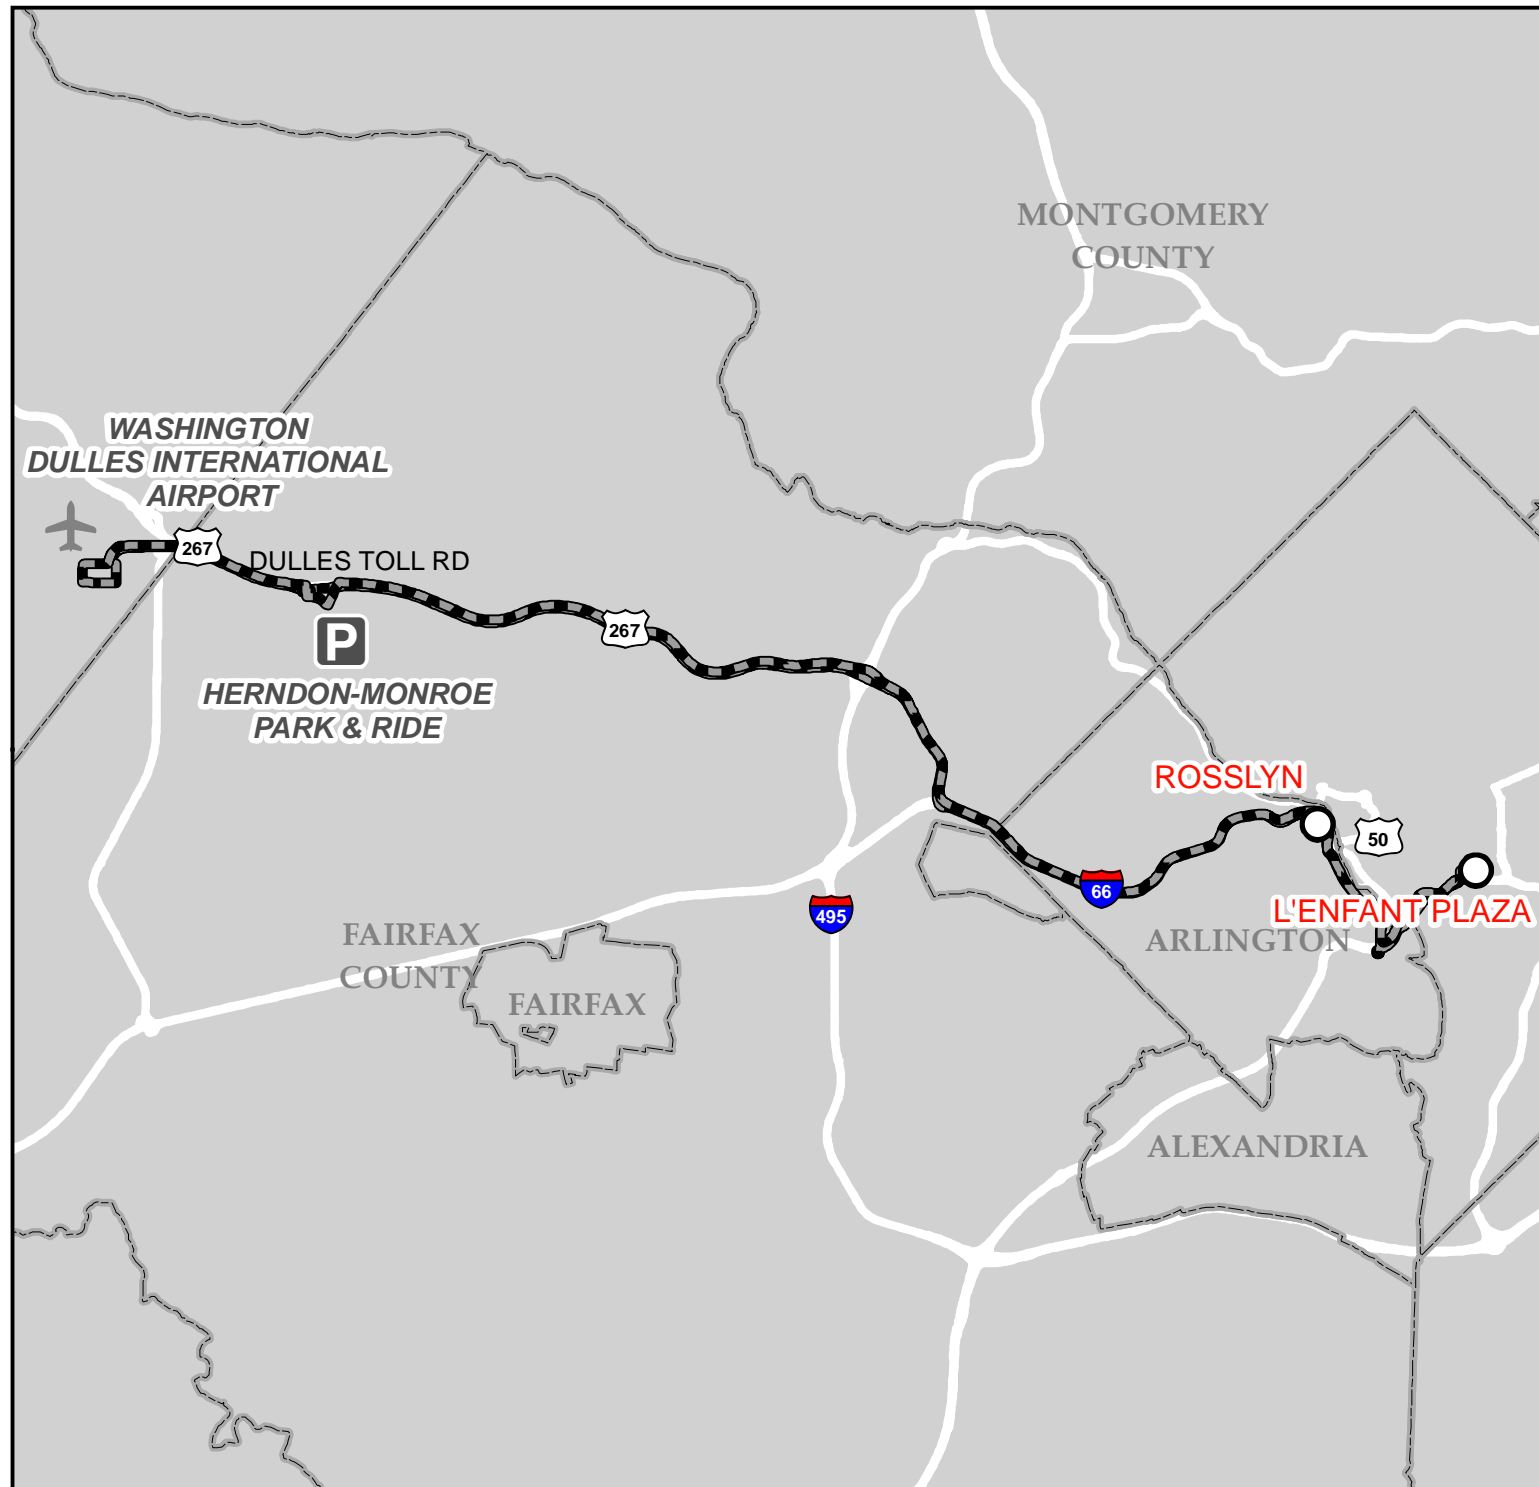 MONTGOMERY
COUNTY
WASHINGTON
DULLES INTERNATIONAL
AIRPORT
267
DULLES TOLL RD
267
P
HERNDON-MONROE
PARK & RIDE
ROSSLYN
50
66
495
L'ENFANT PLAZA
ARLINGTON
FAIRFAX
COUNTY
FAIRFAX
ALEXANDRIA